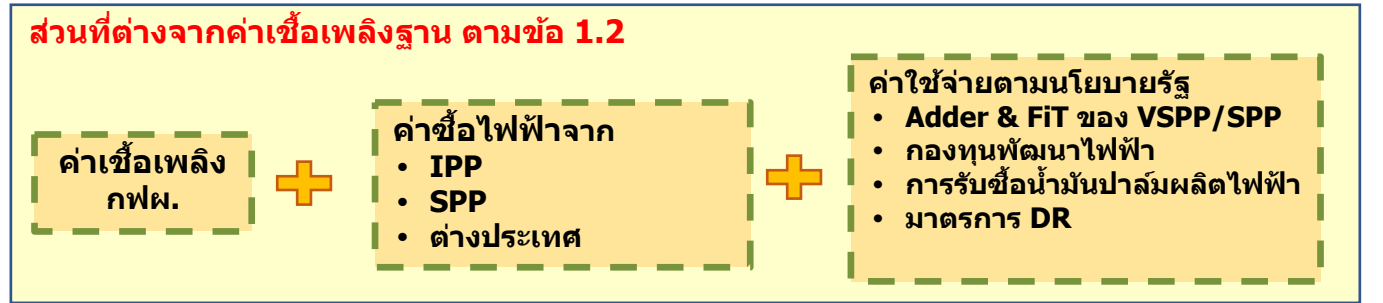 ส่วนที่ต่างจากค่าเชื้อเพลิงฐาน ตามข้อ 1.2
ค่าเชื้อเพลิง
กฟผ.
ค่าซื้อไฟฟ้าจาก
• IPP
• SPP
• ต่างประเทศ
ค่าใช้จ่ายตามนโยบายรัฐ
• Adder & FiT ของ VSPP/SPP
• กองทุนพัฒนาไฟฟ้า
• การรับซื้อน้ำมันปาล์มผลิตไฟฟ้า
• มาตรการ DR